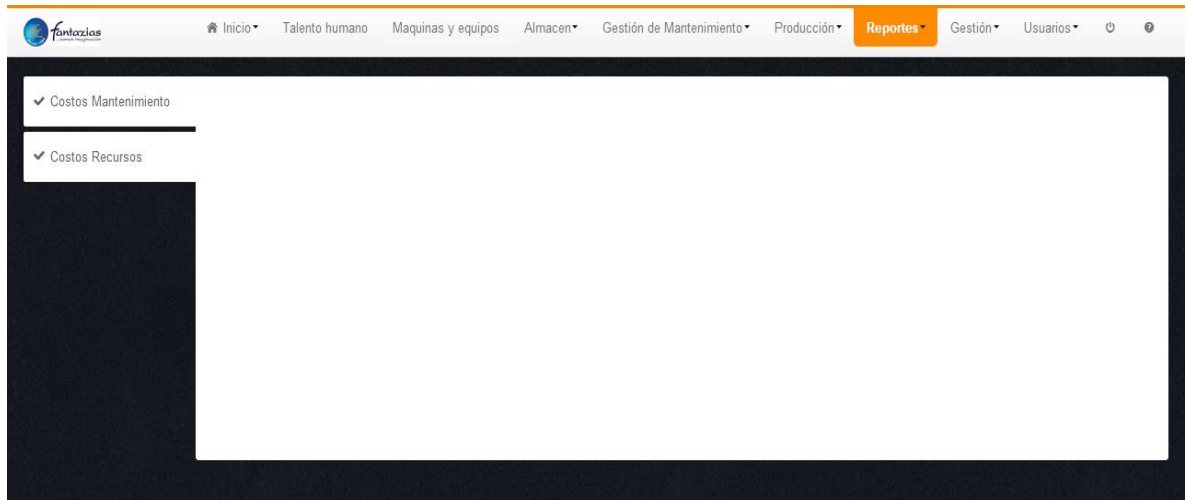 fantazias
Inicio Talento humano Maquinas y equipos Almacen Gestión de Mantenimiento Producción Reportes Gestión Usuarios
Costos Mantenimiento
Costos Recursos